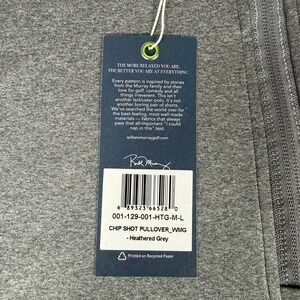 THE MORE RELAXED YOU ARE,
THE BETTER YOU ARE AT EVERYTHING.
Every pattern is inspired by stories
from the Murray family and their
love for golf, comedy and all
things irreverent. This isn't
another lackluster polo. It's not
another boring pair of shorts.
We've searched the world over for
the best-feeling, most well-made
materials – fabrics that always
pass that all-important "I could
nap in this" test.
williammurraygolf.com
Bill Murray
6 89323 66528 0
001-129-001-HTG-M-L
CHIP SHOT PULLOVER_WMG
- Heathered Grey
Printed on Recycled Paper